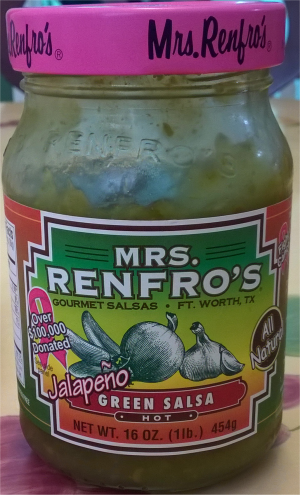 Renfro's®
Mrs. Renfro's®
RENFRO'S
MRS.
RENFRO'S®
GOURMET SALSAS • FT. WORTH, TX
Over
$100,000
Donated
All
Natural
Jalapeño
GREEN SALSA
• HOT •
NET WT. 16 OZ. (1lb.) 454g